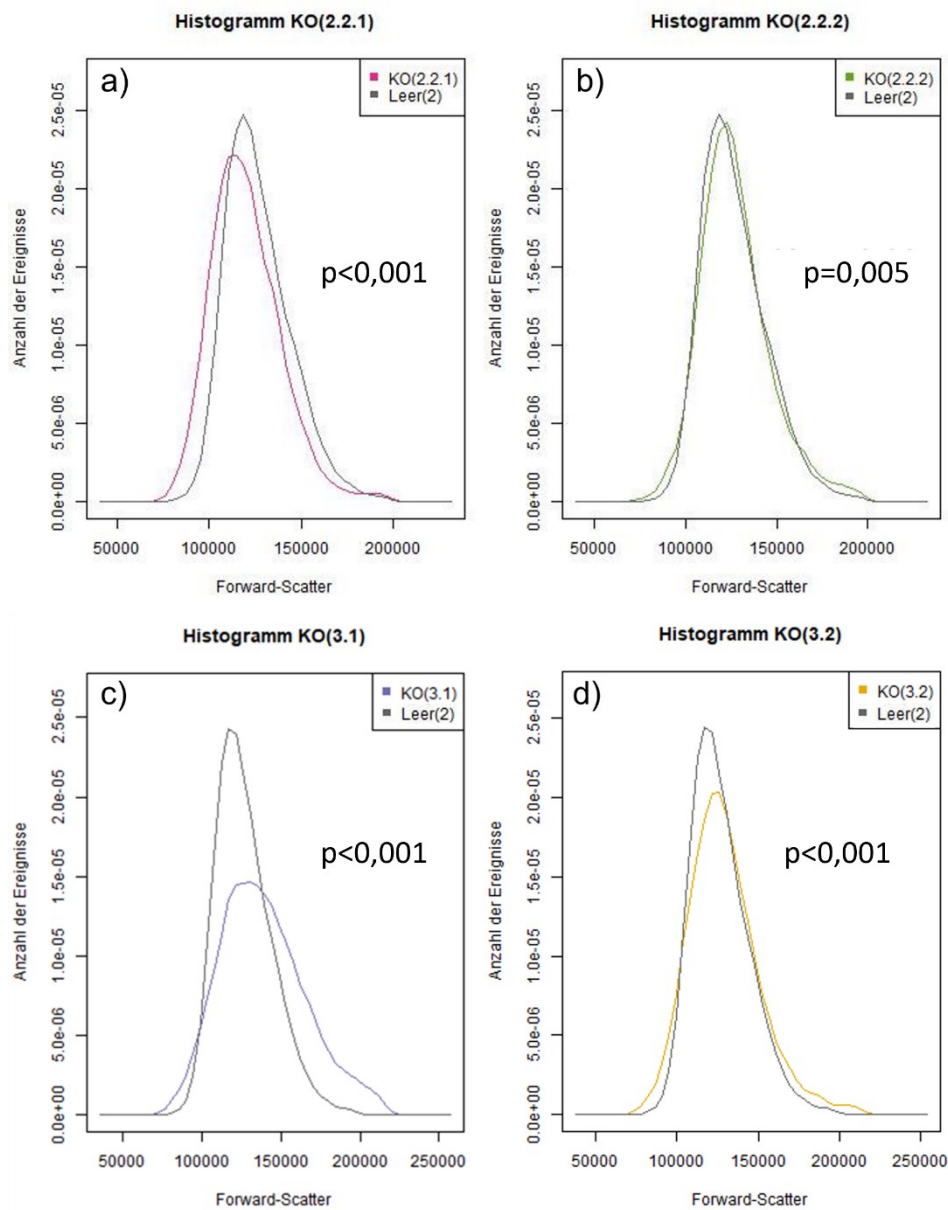 Histogramm KO(2.2.1)
a)
KO(2.2.1)
Leer(2)
p<0,001
Anzahl der Ereignisse
0.0e+00 5.0e-06 1.0e-05 1.5e-05 2.0e-05 2.5e-05
50000 100000 150000 200000
Forward-Scatter
Histogramm KO(2.2.2)
b)
KO(2.2.2)
Leer(2)
p=0,005
Anzahl der Ereignisse
0.0e+00 5.0e-06 1.0e-05 1.5e-05 2.0e-05 2.5e-05
50000 100000 150000 200000
Forward-Scatter
Histogramm KO(3.1)
c)
KO(3.1)
Leer(2)
p<0,001
Anzahl der Ereignisse
0.0e+00 5.0e-06 1.0e-05 1.5e-05 2.0e-05 2.5e-05
50000 100000 150000 200000 250000
Forward-Scatter
Histogramm KO(3.2)
d)
KO(3.2)
Leer(2)
p<0,001
Anzahl der Ereignisse
0.0e+00 5.0e-06 1.0e-05 1.5e-05 2.0e-05 2.5e-05
50000 100000 150000 200000 250000
Forward-Scatter